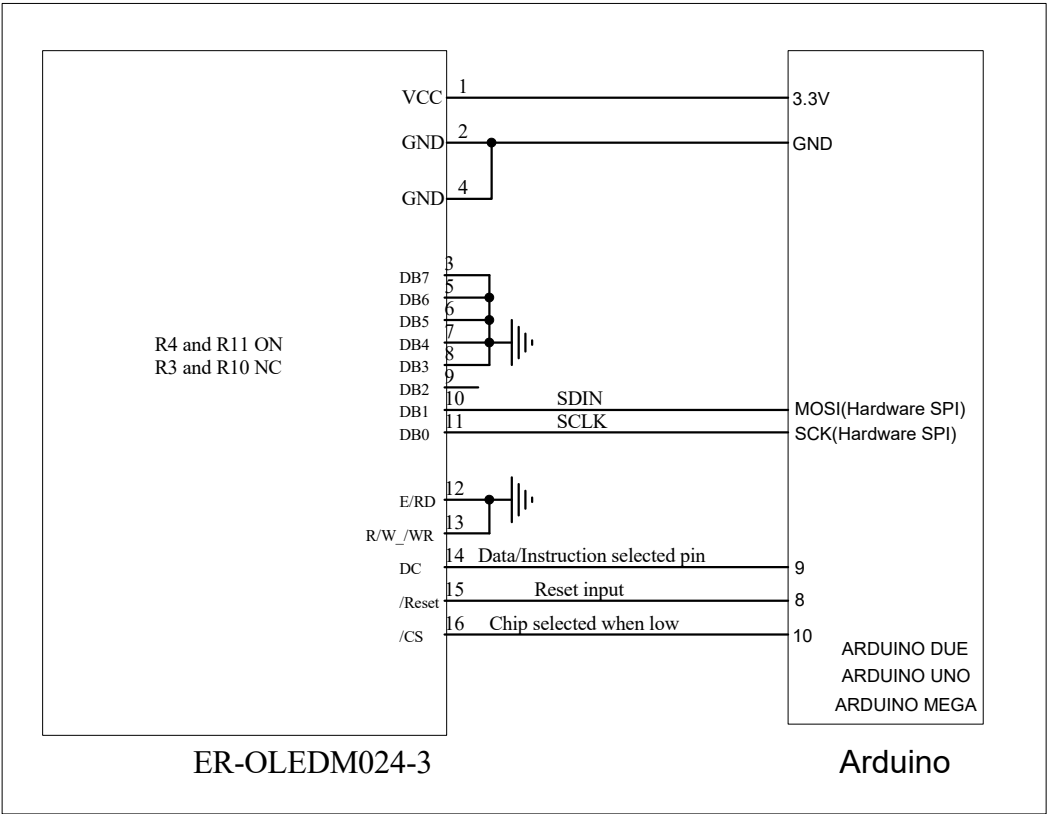 VCC 1 3.3V
GND 2 GND
GND 4
DB7 3
DB6 5
DB5 6
DB4 7
DB3 8
DB2 9
DB1 10 SDIN MOSI(Hardware SPI)
DB0 11 SCLK SCK(Hardware SPI)
R4 and R11 ON
R3 and R10 NC
E/RD 12
R/W_/WR 13
DC 14 Data/Instruction selected pin 9
/Reset 15 Reset input 8
/CS 16 Chip selected when low 10
ARDUINO DUE
ARDUINO UNO
ARDUINO MEGA
ER-OLEDM024-3
Arduino